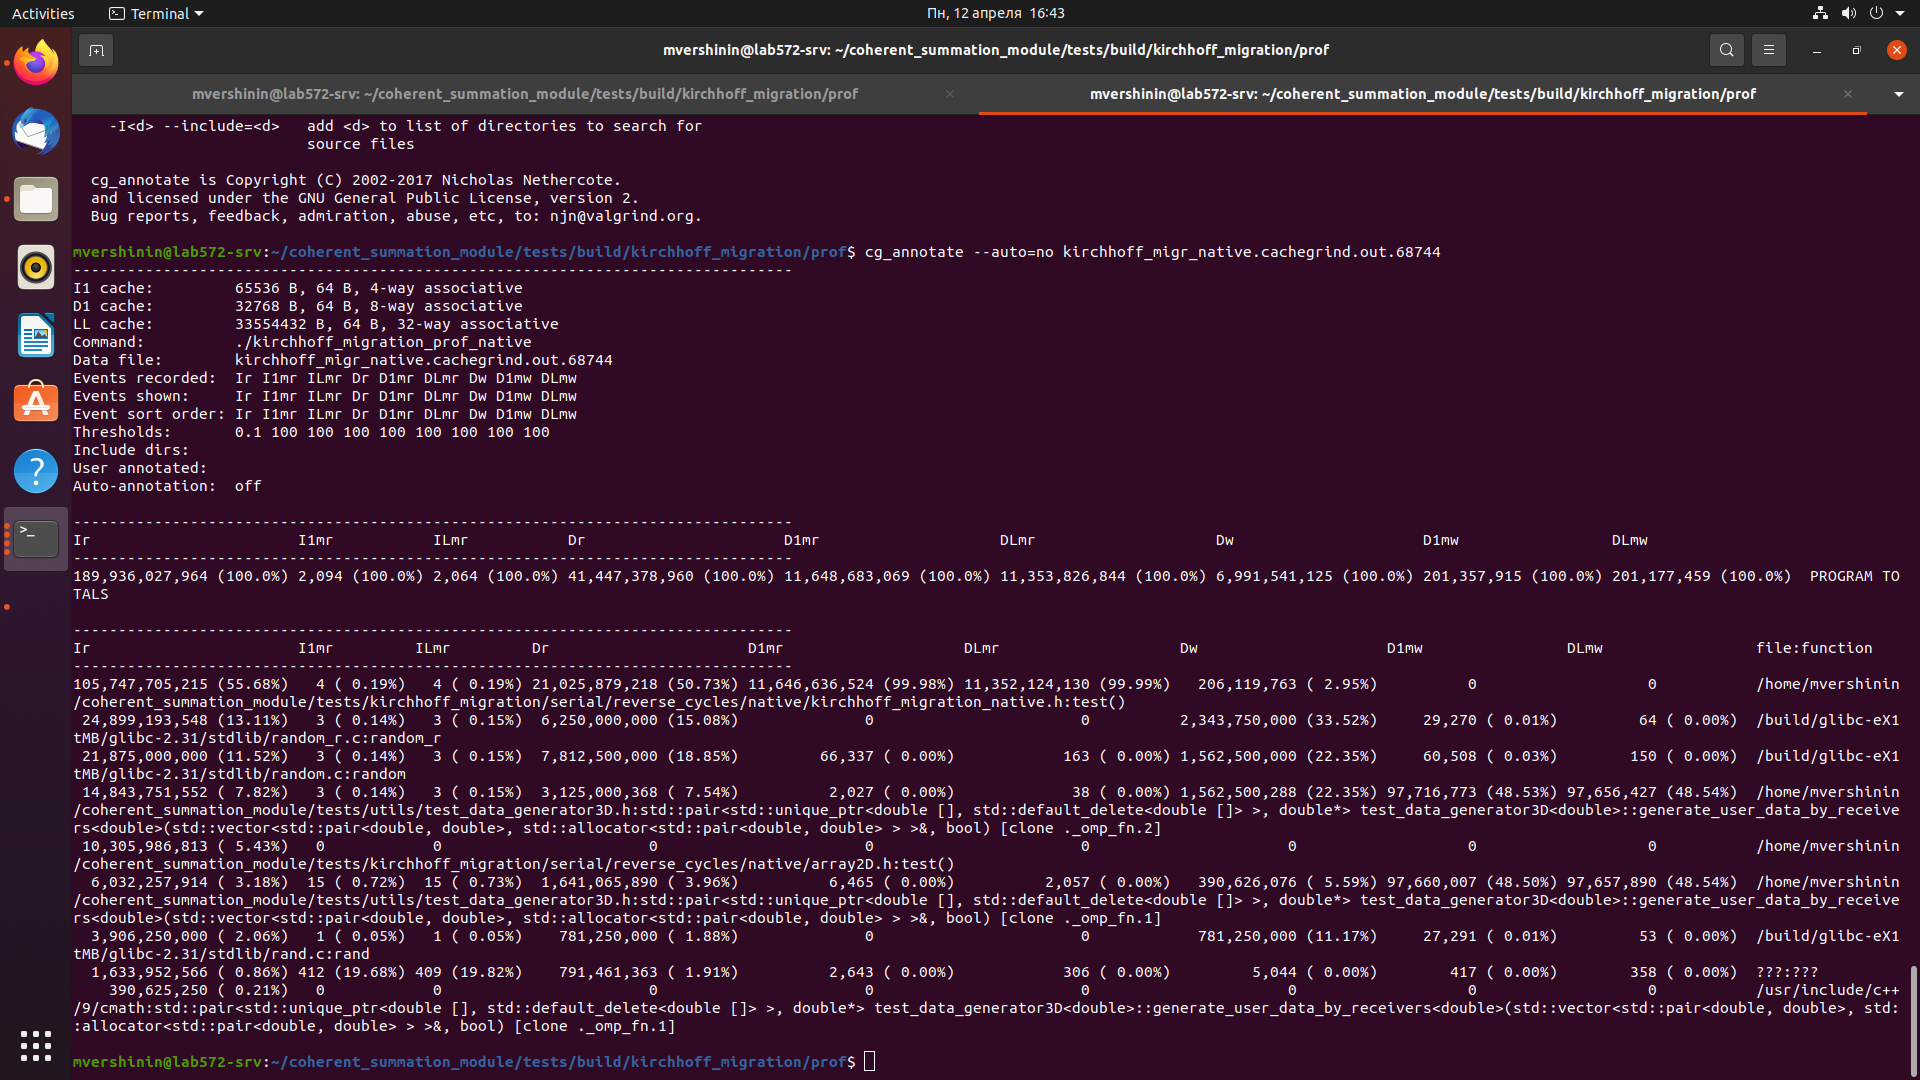 Activities
Terminal
Пн, 12 апреля 16:43
mvershinin@lab572-srv: ~/coherent_summation_module/tests/build/kirchhoff_migration/prof
mvershinin@lab572-srv: ~/coherent_summation_module/tests/build/kirchhoff_migration/prof
mvershinin@lab572-srv: ~/coherent_summation_module/tests/build/kirchhoff_migration/prof
-I<d> --include=<d>   add <d> to list of directories to search for
source files
cg_annotate is Copyright (C) 2002-2017 Nicholas Nethercote.
and licensed under the GNU General Public License, version 2.
Bug reports, feedback, admiration, abuse, etc, to: njn@valgrind.org.
mvershinin@lab572-srv:~/coherent_summation_module/tests/build/kirchhoff_migration/prof$ cg_annotate --auto=no kirchhoff_migr_native.cachegrind.out.68744
--------------------------------------------------------------------------------
I1 cache:         65536 B, 64 B, 4-way associative
D1 cache:         32768 B, 64 B, 8-way associative
LL cache:         33554432 B, 64 B, 32-way associative
Command:          ./kirchhoff_migration_prof_native
Data file:        kirchhoff_migr_native.cachegrind.out.68744
Events recorded:  Ir I1mr ILmr Dr D1mr DLmr Dw D1mw DLmw
Events shown:     Ir I1mr ILmr Dr D1mr DLmr Dw D1mw DLmw
Event sort order: Ir I1mr ILmr Dr D1mr DLmr Dw D1mw DLmw
Thresholds:       0.1 100 100 100 100 100 100 100 100
Include dirs:
User annotated:
Auto-annotation:  off
--------------------------------------------------------------------------------
Ir I1mr ILmr Dr D1mr DLmr Dw D1mw DLmw
--------------------------------------------------------------------------------
189,936,027,964 (100.0%) 2,094 (100.0%) 2,064 (100.0%) 41,447,378,960 (100.0%) 11,648,683,069 (100.0%) 11,353,826,844 (100.0%) 6,991,541,125 (100.0%) 201,357,915 (100.0%) 201,177,459 (100.0%)  PROGRAM TO
TALS
--------------------------------------------------------------------------------
Ir I1mr ILmr Dr D1mr DLmr Dw D1mw DLmw file:function
--------------------------------------------------------------------------------
105,747,705,215 (55.68%)   4 ( 0.19%)   4 ( 0.19%) 21,025,879,218 (50.73%) 11,646,636,524 (99.98%) 11,352,124,130 (99.99%)   206,119,763 ( 2.95%) 0 0 /home/mvershinin
/coherent_summation_module/tests/kirchhoff_migration/serial/reverse_cycles/native/kirchhoff_migration_native.h:test()
24,899,193,548 (13.11%)   3 ( 0.14%)   3 ( 0.15%)  6,250,000,000 (15.08%) 0 0 2,343,750,000 (33.52%) 29,270 ( 0.01%) 64 ( 0.00%)  /build/glibc-eX1
tMB/glibc-2.31/stdlib/random_r.c:random_r
21,875,000,000 (11.52%)   3 ( 0.14%)   3 ( 0.15%)  7,812,500,000 (18.85%) 66,337 ( 0.00%) 163 ( 0.00%) 1,562,500,000 (22.35%) 60,508 ( 0.03%) 150 ( 0.00%)  /build/glibc-eX1
tMB/glibc-2.31/stdlib/random.c:random
14,843,751,552 ( 7.82%)   3 ( 0.14%)   3 ( 0.15%)  3,125,000,368 ( 7.54%) 2,027 ( 0.00%) 38 ( 0.00%) 1,562,500,288 (22.35%) 97,716,773 (48.53%) 97,656,427 (48.54%)  /home/mvershinin
/coherent_summation_module/tests/utils/test_data_generator3D.h:std::pair<std::unique_ptr<double [], std::default_delete<double []> >, double*> test_data_generator3D<double>::generate_user_data_by_receive
rs<double>(std::vector<std::pair<double, double>, std::allocator<std::pair<double, double> > >&, bool) [clone ._omp_fn.2]
10,305,986,813 ( 5.43%)   0 0 0 0 0 0 0 0 /home/mvershinin
/coherent_summation_module/tests/kirchhoff_migration/serial/reverse_cycles/native/array2D.h:test()
6,032,257,914 ( 3.18%)  15 ( 0.72%)  15 ( 0.73%)  1,641,065,890 ( 3.96%) 6,465 ( 0.00%) 2,057 ( 0.00%) 390,626,076 ( 5.59%) 97,660,007 (48.50%) 97,657,890 (48.54%)  /home/mvershinin
/coherent_summation_module/tests/utils/test_data_generator3D.h:std::pair<std::unique_ptr<double [], std::default_delete<double []> >, double*> test_data_generator3D<double>::generate_user_data_by_receive
rs<double>(std::vector<std::pair<double, double>, std::allocator<std::pair<double, double> > >&, bool) [clone ._omp_fn.1]
3,906,250,000 ( 2.06%)   1 ( 0.05%)   1 ( 0.05%)    781,250,000 ( 1.88%) 0 0 781,250,000 (11.17%) 27,291 ( 0.01%) 53 ( 0.00%)  /build/glibc-eX1
tMB/glibc-2.31/stdlib/rand.c:rand
1,633,952,566 ( 0.86%) 412 (19.68%) 409 (19.82%)    791,461,363 ( 1.91%) 2,643 ( 0.00%) 306 ( 0.00%) 5,044 ( 0.00%) 417 ( 0.00%) 358 ( 0.00%)  ???:???
390,625,250 ( 0.21%)   0 0 0 0 0 0 0 0 /usr/include/c++
/9/cmath:std::pair<std::unique_ptr<double [], std::default_delete<double []> >, double*> test_data_generator3D<double>::generate_user_data_by_receivers<double>(std::vector<std::pair<double, double>, std:
:allocator<std::pair<double, double> > >&, bool) [clone ._omp_fn.1]
mvershinin@lab572-srv:~/coherent_summation_module/tests/build/kirchhoff_migration/prof$